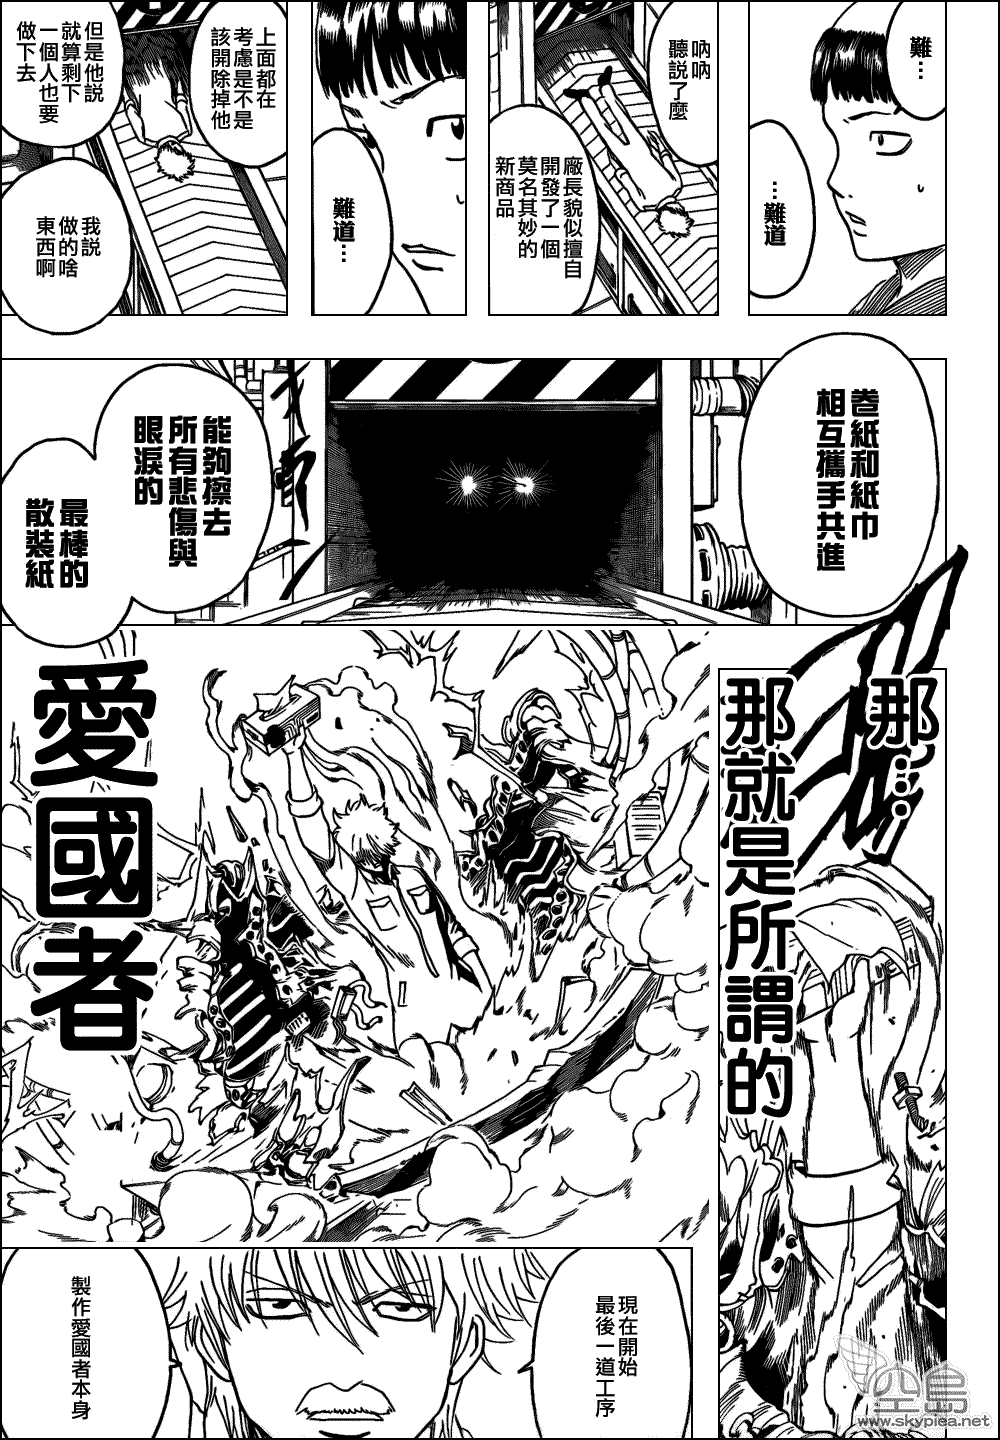 難…
…難道
吶吶
聽説了麼
廠長貌似擅自
開發了一個
莫名其妙的
新商品
難道…
上面都在
考慮是不是
該開除掉他
但是他說
就算剩下
一個人也要
做下去
我説
做的啥
東西啊
卷紙和紙巾
相互攜手共進
能夠擦去
所有悲傷與
眼淚的
最棒的
散裝紙
那…
那就是所謂的
愛國者
現在開始
最後一道工序
製作愛國者本身
空島
www.skypiea.net